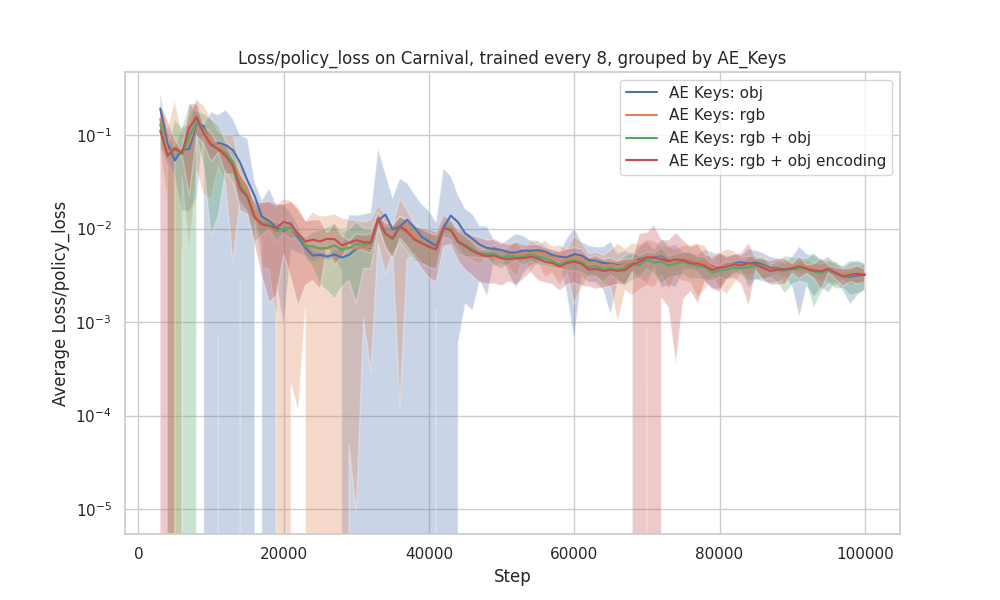 Loss/policy_loss on Carnival, trained every 8, grouped by AE_Keys
AE Keys: obj
AE Keys: rgb
AE Keys: rgb + obj
AE Keys: rgb + obj encoding
Average Loss/policy_loss
10⁻¹
10⁻²
10⁻³
10⁻⁴
10⁻⁵
0 20000 40000 60000 80000 100000
Step